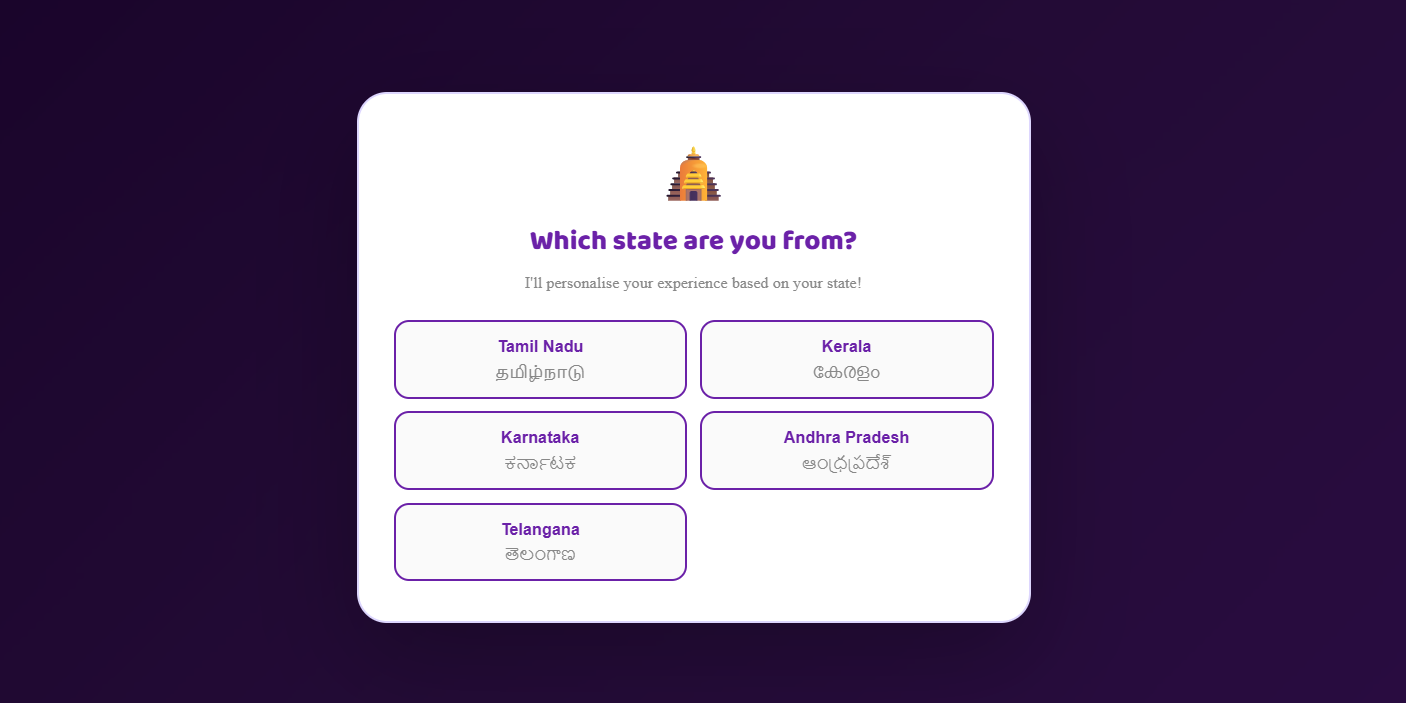 Which state are you from?
I'll personalise your experience based on your state!
Tamil Nadu
தமிழ்நாடு
Kerala
കേരളം
Karnataka
ಕರ್ನಾಟಕ
Andhra Pradesh
ఆంధ్రప్రదేశ్
Telangana
తెలంగాణ